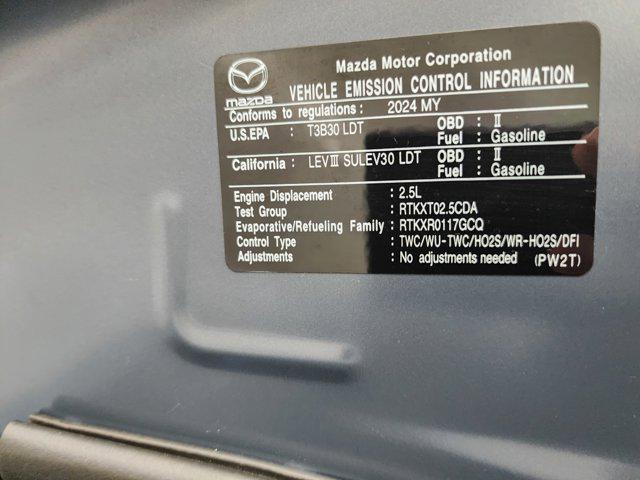 Mazda Motor Corporation
mazda
VEHICLE EMISSION CONTROL INFORMATION
Conforms to regulations : 2024 MY
U.S.EPA : T3B30 LDT OBD : II
Fuel : Gasoline
California : LEVⅢ SULEV30 LDT OBD : II
Fuel : Gasoline
Engine Displacement : 2.5L
Test Group : RTKXT02.5CDA
Evaporative/Refueling Family : RTKXR0117GCQ
Control Type : TWC/WU-TWC/HO2S/WR-HO2S/DFI
Adjustments : No adjustments needed (PW2T)